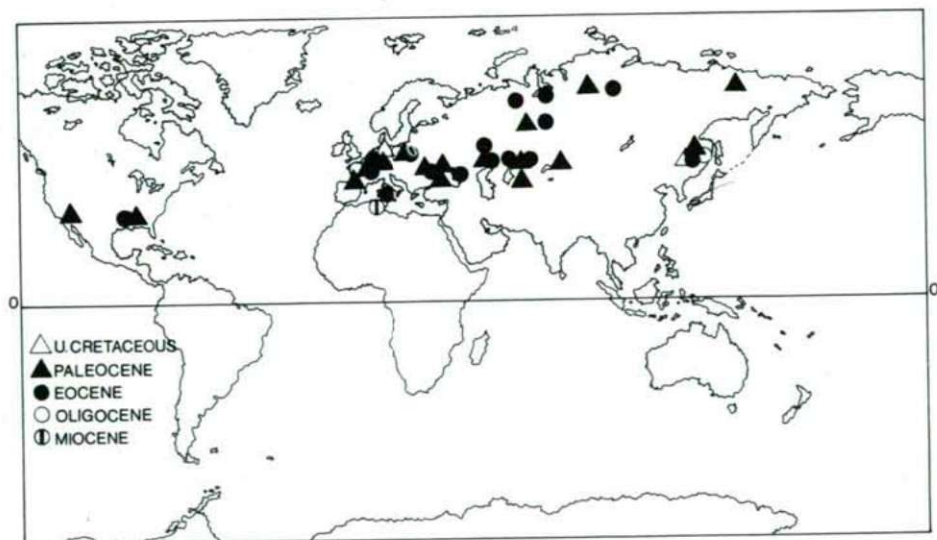 0 0
U. CRETACEOUS
PALEOCENE
EOCENE
OLIGOCENE
MIOCENE